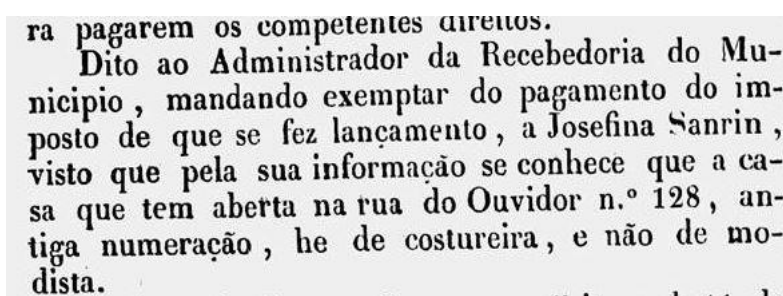 ra pagarem os competentes direitos.
Dito ao Administrador da Recebedoria do Mu-
nicipio , mandando exemptar do pagamento do im-
posto de que se fez lançamento , a Josefina Sanrin ,
visto que pela sua informação se conhece que a ca-
sa que tem aberta na rua do Ouvidor n.º 128 , an-
tiga numeração , he de costureira , e não de mo-
dista.